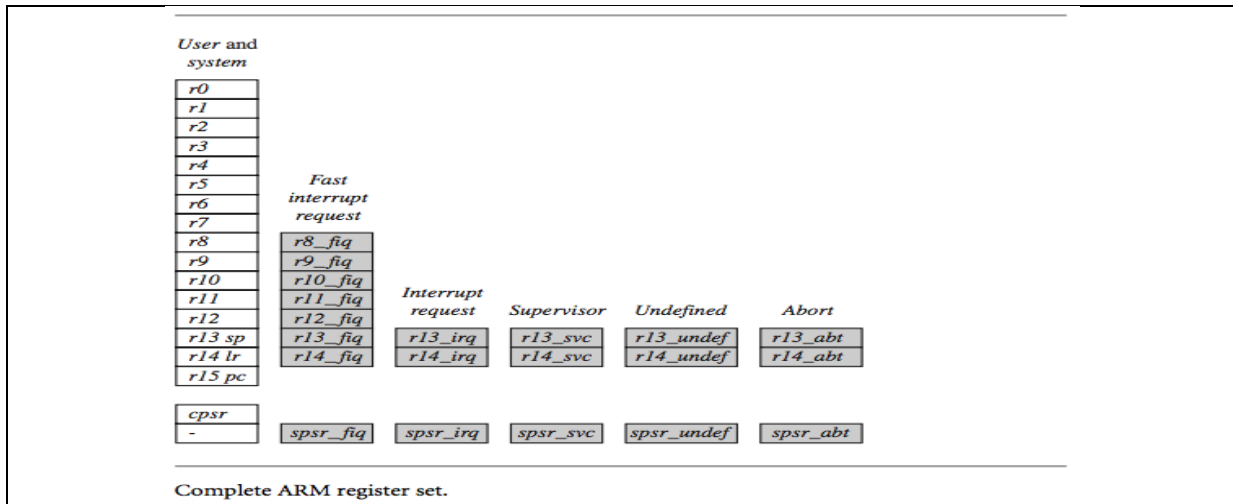 User and
system
r0
r1
r2
r3
r4
r5
r6
r7
r8
r9
r10
r11
r12
r13 sp
r14 lr
r15 pc
cpsr
-
Fast
interrupt
request
r8_fiq
r9_fiq
r10_fiq
r11_fiq
r12_fiq
r13_fiq
r14_fiq
spsr_fiq
Interrupt
request
r13_irq
r14_irq
spsr_irq
Supervisor
r13_svc
r14_svc
spsr_svc
Undefined
r13_undef
r14_undef
spsr_undef
Abort
r13_abt
r14_abt
spsr_abt
Complete ARM register set.